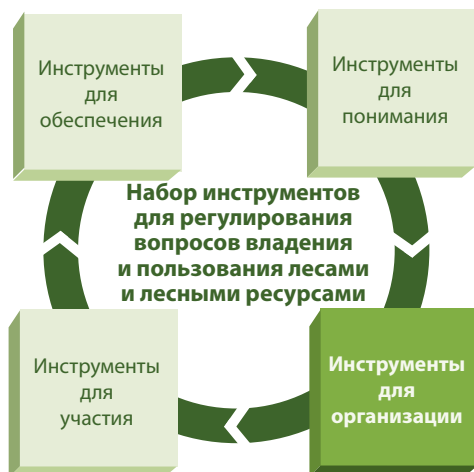 Инструменты
для
обеспечения
Инструменты
для
понимания
Набор инструментов
для регулирования
вопросов владения
и пользования лесами
и лесными ресурсами
Инструменты
для
участия
Инструменты
для
организации